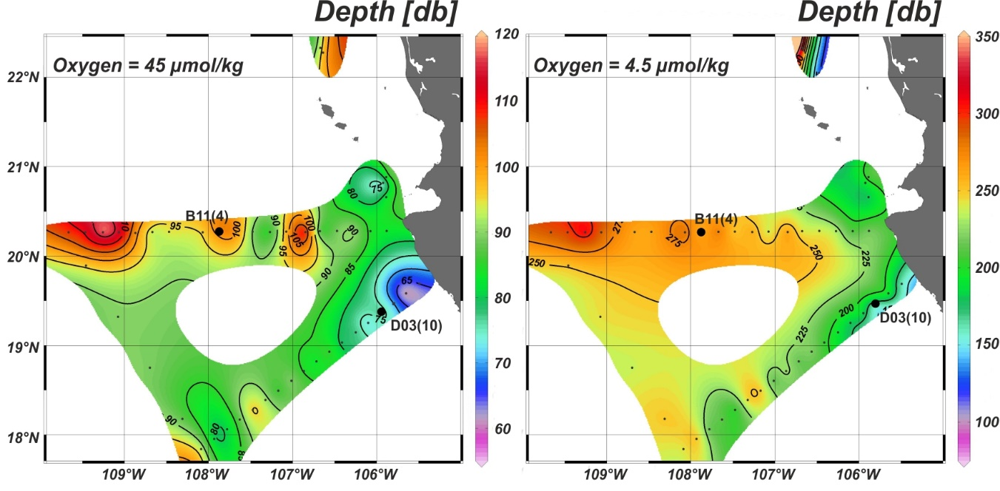 Depth [db]
Oxygen = 45 µmol/kg
22°N
21°N
20°N
19°N
18°N
109°W
108°W
107°W
106°W
B11(4)
D03(10)
75
80
95
100
90
100
105
95
90
90
85
65
75
90
80
120
110
100
90
80
70
60
Depth [db]
Oxygen = 4.5 µmol/kg
109°W
108°W
107°W
106°W
B11(4)
D03(10)
275
250
250
225
200
225
350
300
250
200
150
100